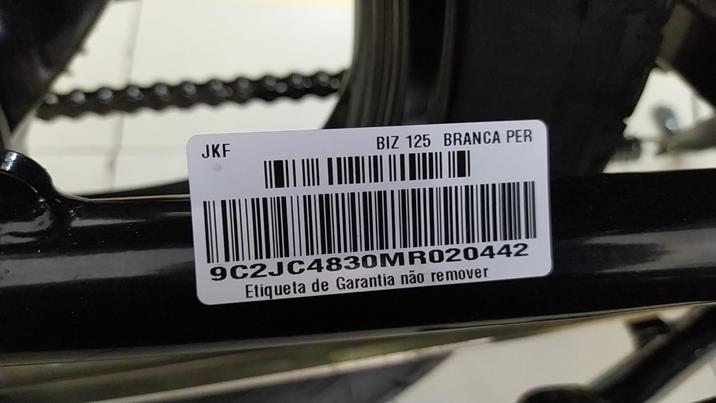 JKF BIZ 125 BRANCA PER
9C2JC4830MR020442
Etiqueta de Garantia não remover